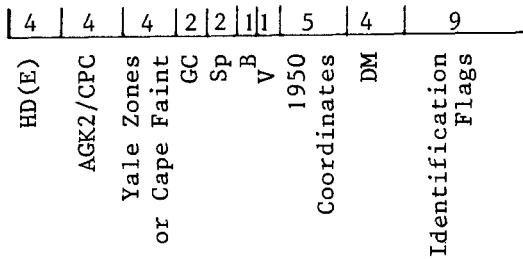 4 4 4 2 2 1 1 5 4 9
HD(E)
AGK2/CPC
Yale Zones
or Cape Faint
GC
Sp
B
V
1950
Coordinates
DM
Identification
Flags